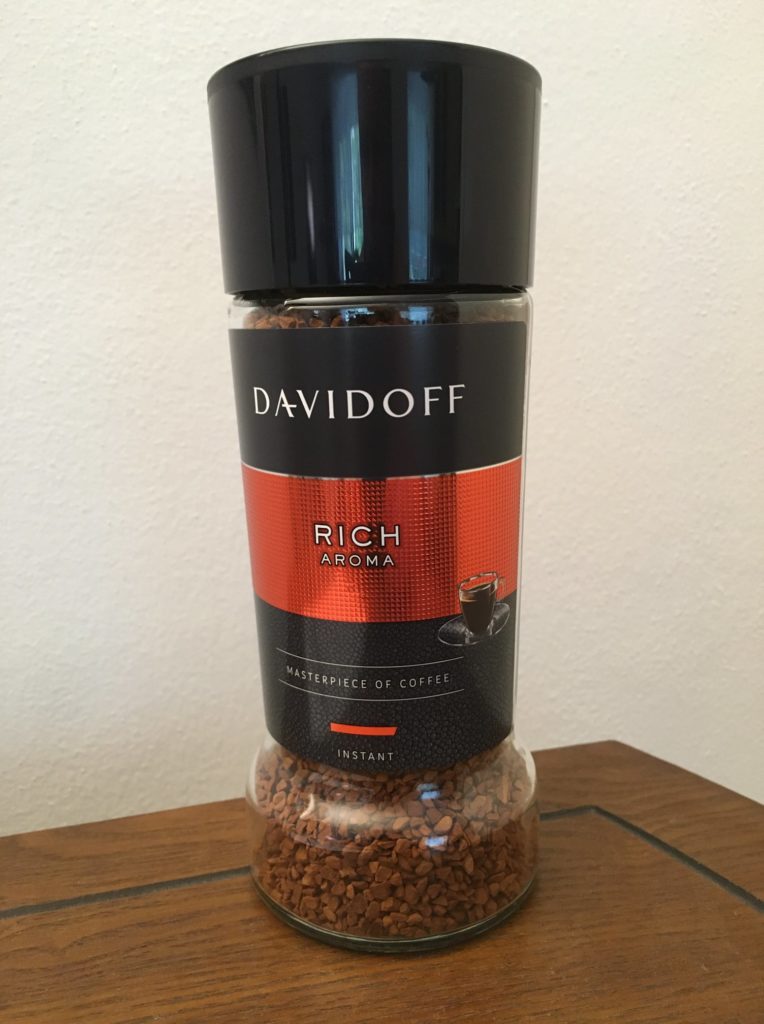 DAVIDOFF
RICH
AROMA
MASTERPIECE OF COFFEE
INSTANT